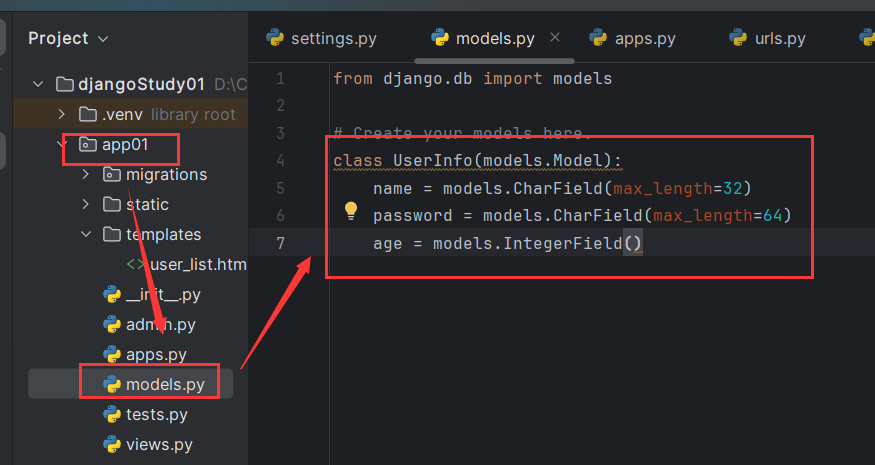 Project
settings.py
models.py
apps.py
urls.py
djangoStudy01 D:\C
.venv library root
app01
migrations
static
templates
<>user_list.htm
__init__.py
admin.py
apps.py
models.py
tests.py
views.py
1 from django.db import models
2
3 # Create your models here.
4 class UserInfo(models.Model):
5 name = models.CharField(max_length=32)
6 password = models.CharField(max_length=64)
7 age = models.IntegerField()